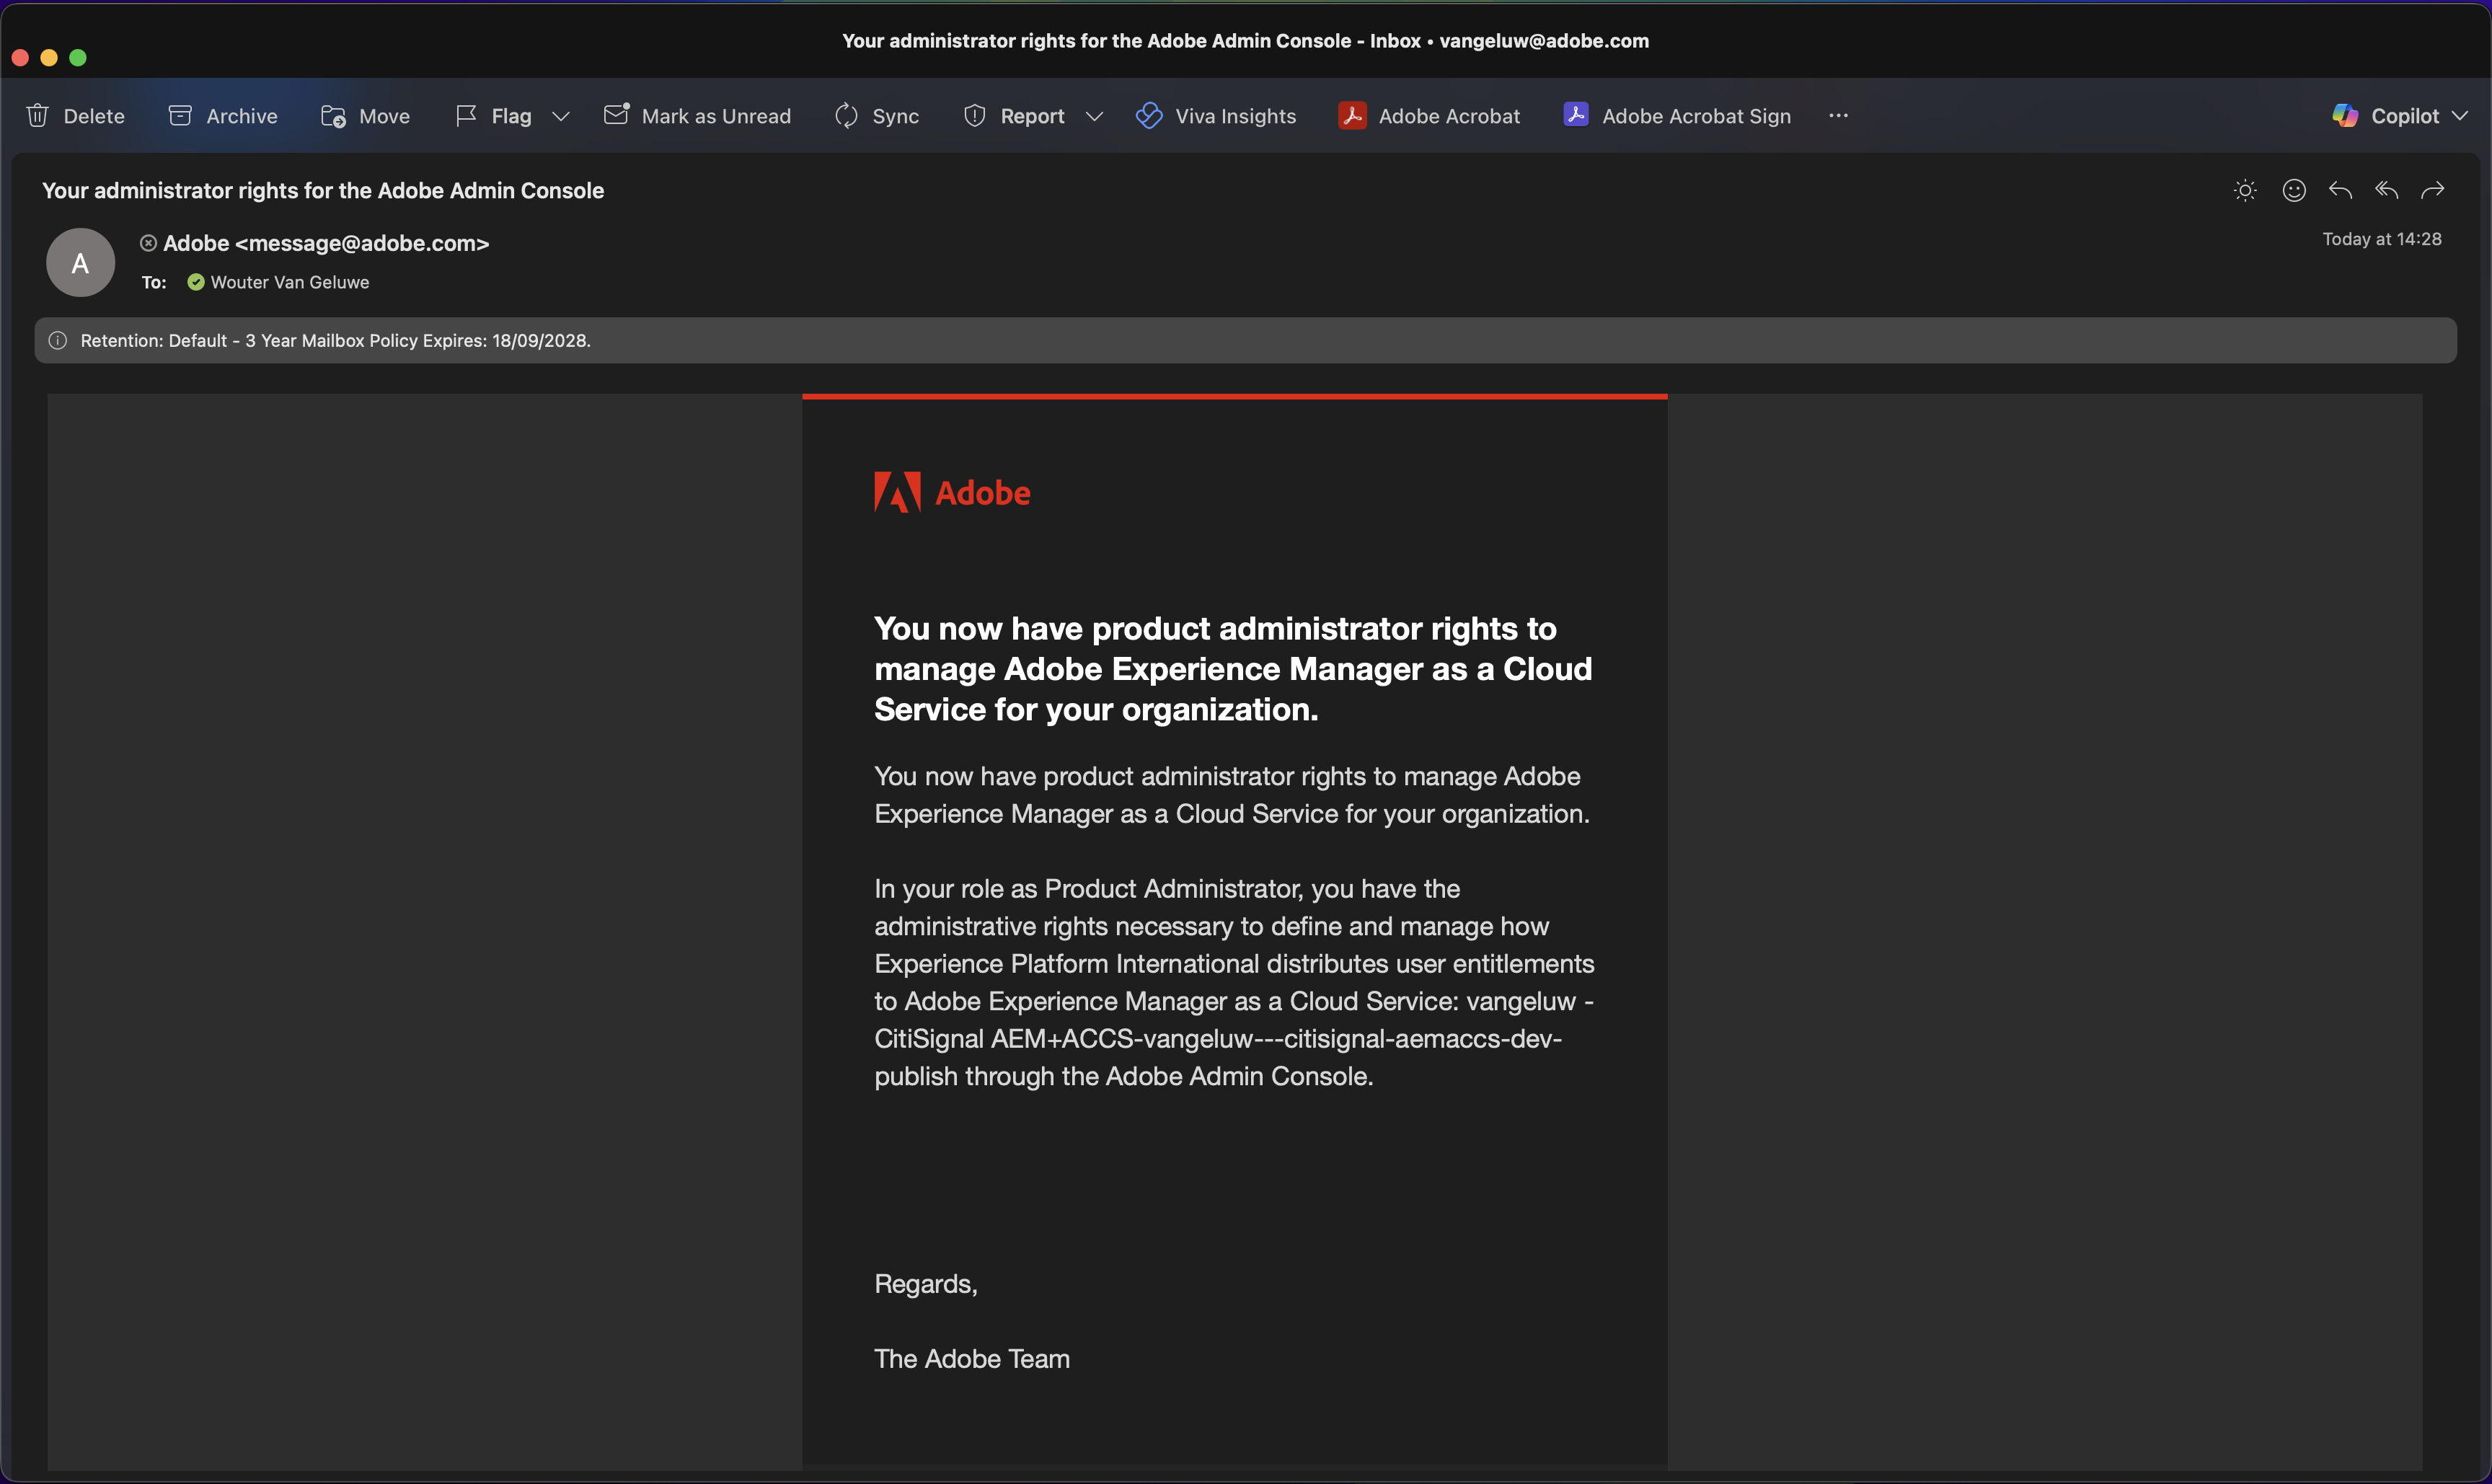 Your administrator rights for the Adobe Admin Console - Inbox • vangeluw@adobe.com
Delete Archive Move Flag Mark as Unread Sync Report Viva Insights Adobe Acrobat Adobe Acrobat Sign ··· Copilot
Your administrator rights for the Adobe Admin Console
A
Adobe <message@adobe.com>
Today at 14:28
To: Wouter Van Geluwe
Retention: Default - 3 Year Mailbox Policy Expires: 18/09/2028.
Adobe
You now have product administrator rights to
manage Adobe Experience Manager as a Cloud
Service for your organization.
You now have product administrator rights to manage Adobe
Experience Manager as a Cloud Service for your organization.
In your role as Product Administrator, you have the
administrative rights necessary to define and manage how
Experience Platform International distributes user entitlements
to Adobe Experience Manager as a Cloud Service: vangeluw -
CitiSignal AEM+ACCS-vangeluw---citisignal-aemaccs-dev-
publish through the Adobe Admin Console.
Regards,
The Adobe Team